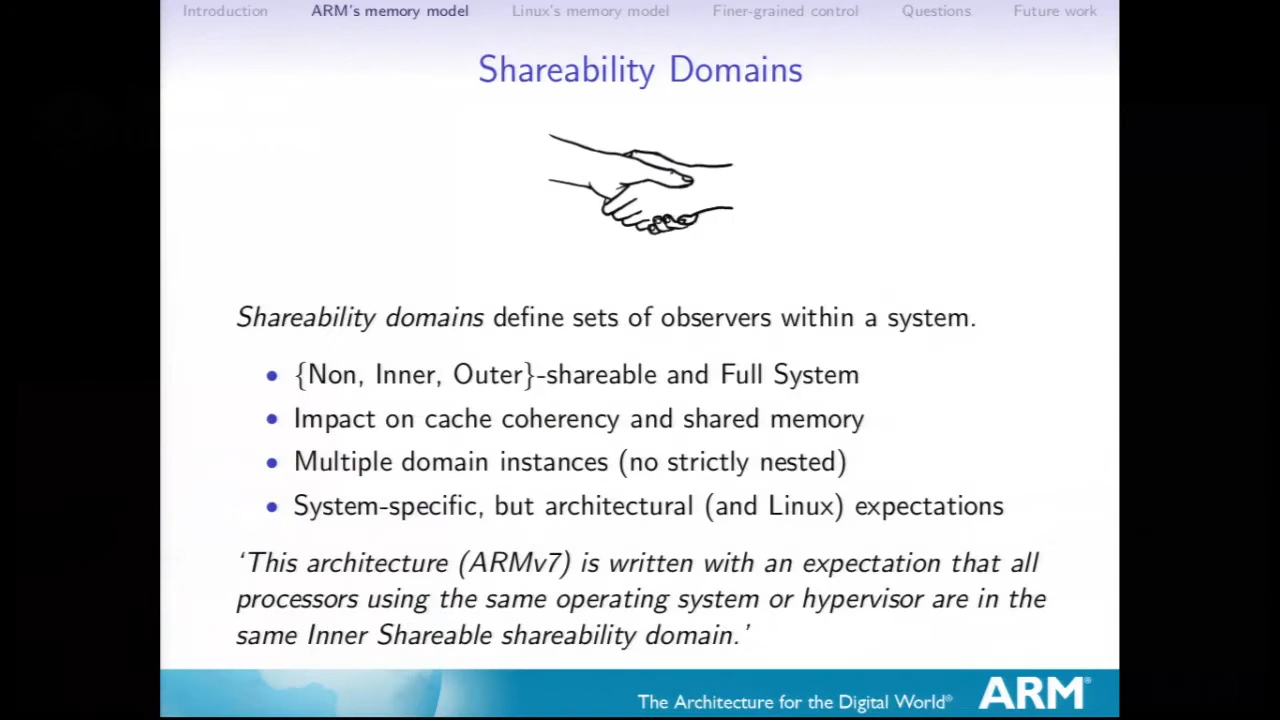 Introduction ARM's memory model Linux's memory model Finer-grained control Questions Future work
Shareability Domains
Shareability domains define sets of observers within a system.
• {Non, Inner, Outer}-shareable and Full System
• Impact on cache coherency and shared memory
• Multiple domain instances (no strictly nested)
• System-specific, but architectural (and Linux) expectations
'This architecture (ARMv7) is written with an expectation that all
processors using the same operating system or hypervisor are in the
same Inner Shareable shareability domain.'
The Architecture for the Digital World® ARM®